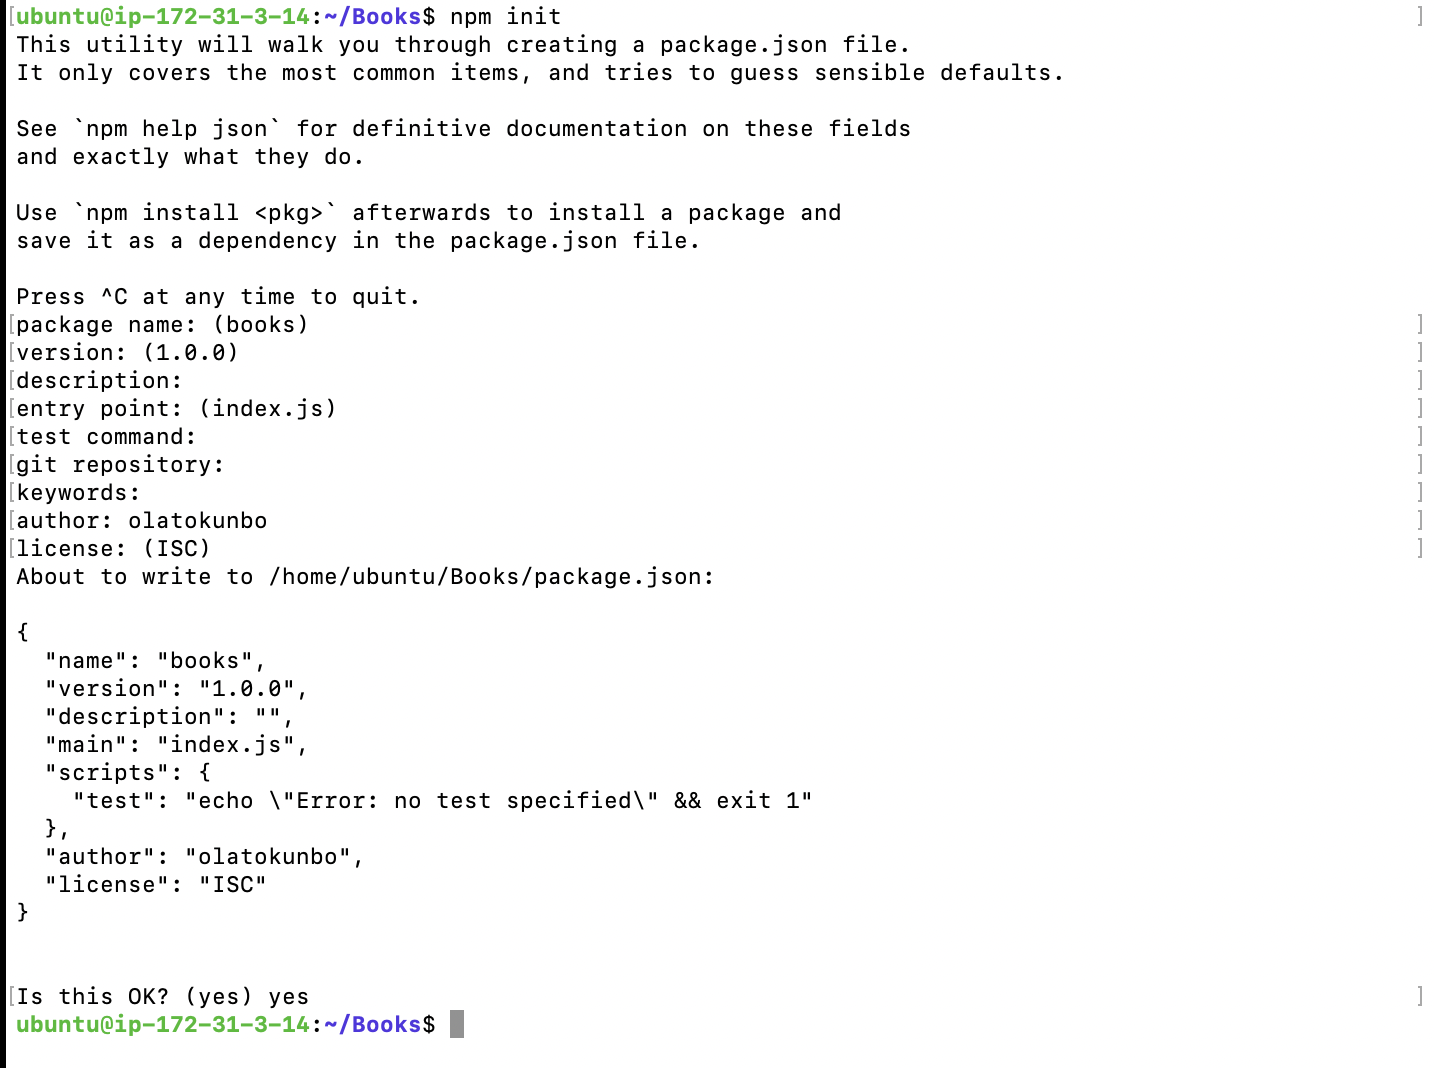 ubuntu@ip-172-31-3-14:~/Books$ npm init
This utility will walk you through creating a package.json file.
It only covers the most common items, and tries to guess sensible defaults.

See `npm help json` for definitive documentation on these fields
and exactly what they do.

Use `npm install <pkg>` afterwards to install a package and
save it as a dependency in the package.json file.

Press ^C at any time to quit.
package name: (books)
version: (1.0.0)
description:
entry point: (index.js)
test command:
git repository:
keywords:
author: olatokunbo
license: (ISC)
About to write to /home/ubuntu/Books/package.json:

{
  "name": "books",
  "version": "1.0.0",
  "description": "",
  "main": "index.js",
  "scripts": {
    "test": "echo \"Error: no test specified\" && exit 1"
  },
  "author": "olatokunbo",
  "license": "ISC"
}

Is this OK? (yes) yes
ubuntu@ip-172-31-3-14:~/Books$